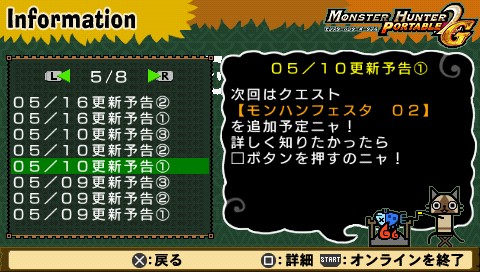 Information
MONSTER HUNTER
PORTABLE 2nd G
L 5/8 R
05/16更新予告②
05/16更新予告①
05/10更新予告③
05/10更新予告②
05/10更新予告①
05/09更新予告③
05/09更新予告②
05/09更新予告①
05/10更新予告①
次回はクエスト
【モンハンフェスタ 02】
を追加予定ニャ!
詳しく知りたかったら
□ボタンを押すのニャ!
×:戻る
□:詳細 START:オンラインを終了